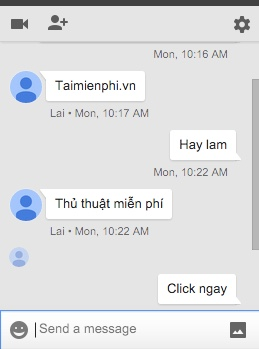 Mon, 10:16 AM
Taimienphi.vn
Lai • Mon, 10:17 AM
Hay lam
Mon, 10:22 AM
Thủ thuật miễn phí
Lai • Mon, 10:22 AM
Click ngay
Send a message